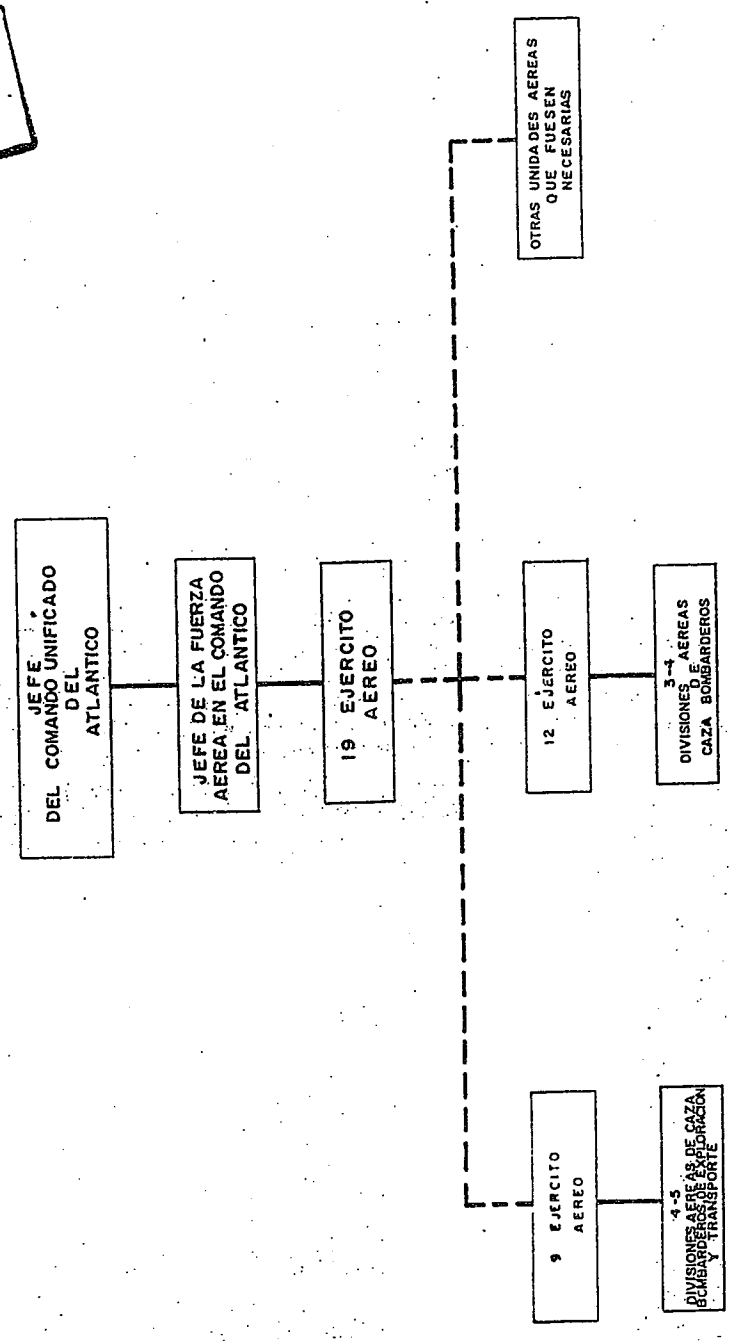 JEFE
DEL COMANDO UNIFICADO
DEL
ATLANTICO
JEFE DE LA FUERZA
AEREA EN EL COMANDO
DEL ATLANTICO
19 EJERCITO
AEREO
9 EJERCITO
AEREO
12 EJERCITO
AEREO
OTRAS UNIDADES AEREAS
QUE FUESEN
NECESARIAS
4-5
DIVISIONES AEREAS DE CAZA
BOMBARDEROS, DE EXPLORACION
Y TRANSPORTE
3-4
DIVISIONES AEREAS
DE
CAZA BOMBARDEROS